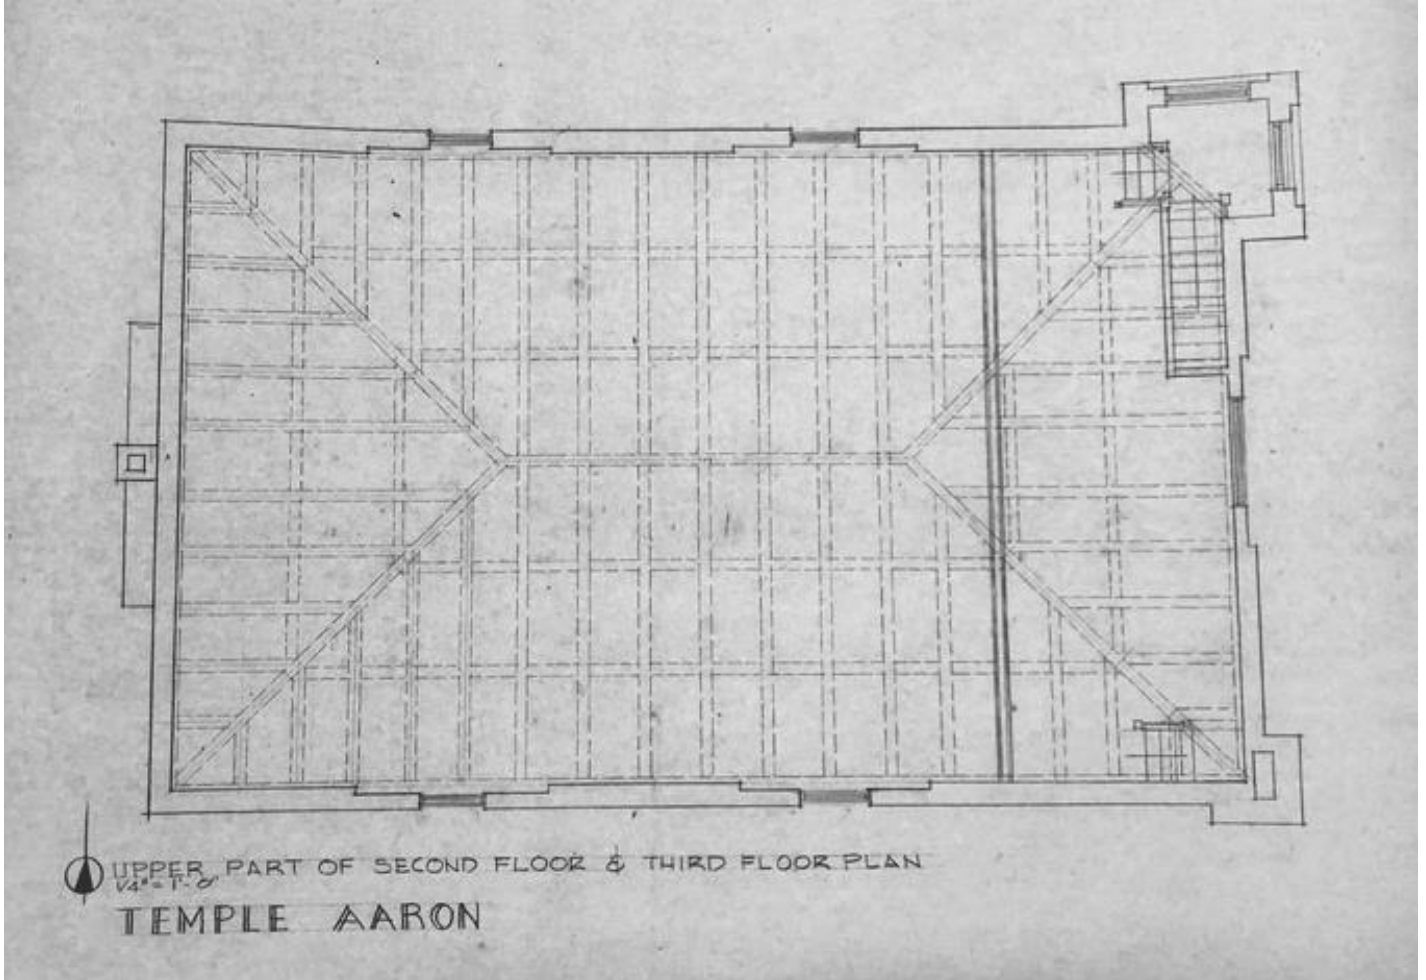 UPPER PART OF SECOND FLOOR & THIRD FLOOR PLAN
1/4" = 1'-0"
TEMPLE AARON